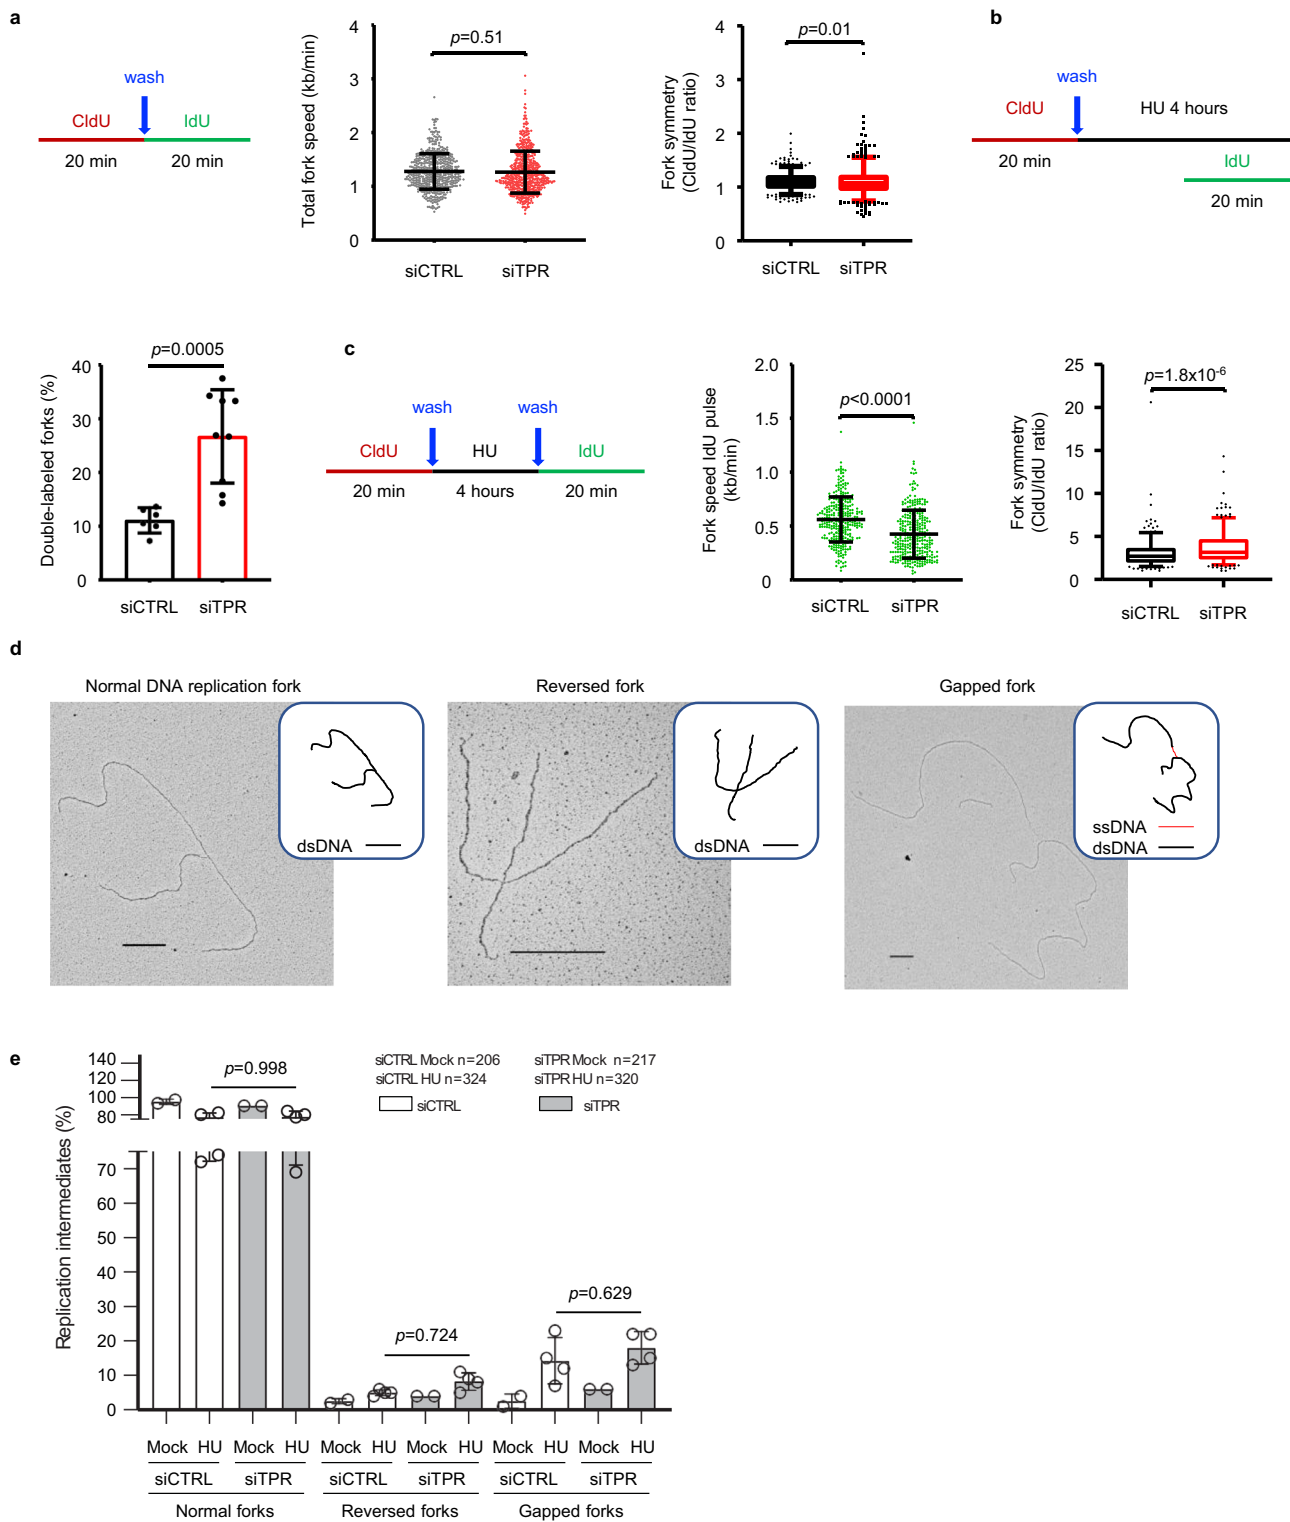 a
wash
CldU
IdU
20 min
20 min
Total fork speed (kb/min)
4
3
2
1
0
p=0.51
siCTRL
siTPR
Fork symmetry
(CldU/IdU ratio)
4
3
2
1
0
p=0.01
siCTRL
siTPR
b
wash
CldU
HU 4 hours
20 min
IdU
20 min
Double-labeled forks (%)
40
30
20
10
0
p=0.0005
siCTRL
siTPR
c
wash
wash
CldU
HU
IdU
20 min
4 hours
20 min
Fork speed IdU pulse
(kb/min)
2.0
1.5
1.0
0.5
0
p<0.0001
siCTRL
siTPR
Fork symmetry
(CldU/IdU ratio)
25
20
15
10
5
0
p=1.8x10-6
siCTRL
siTPR
d
Normal DNA replication fork
dsDNA
Reversed fork
dsDNA
Gapped fork
ssDNA
dsDNA
e
Replication intermediates (%)
140
120
100
80
70
60
50
40
30
20
10
0
p=0.998
siCTRL Mock n=206
siTPR Mock n=217
siCTRL HU n=324
siTPR HU n=320
siCTRL
siTPR
p=0.724
p=0.629
Mock HU Mock HU Mock HU Mock HU Mock HU Mock HU
siCTRL siTPR siCTRL siTPR siCTRL siTPR
Normal forks Reversed forks Gapped forks